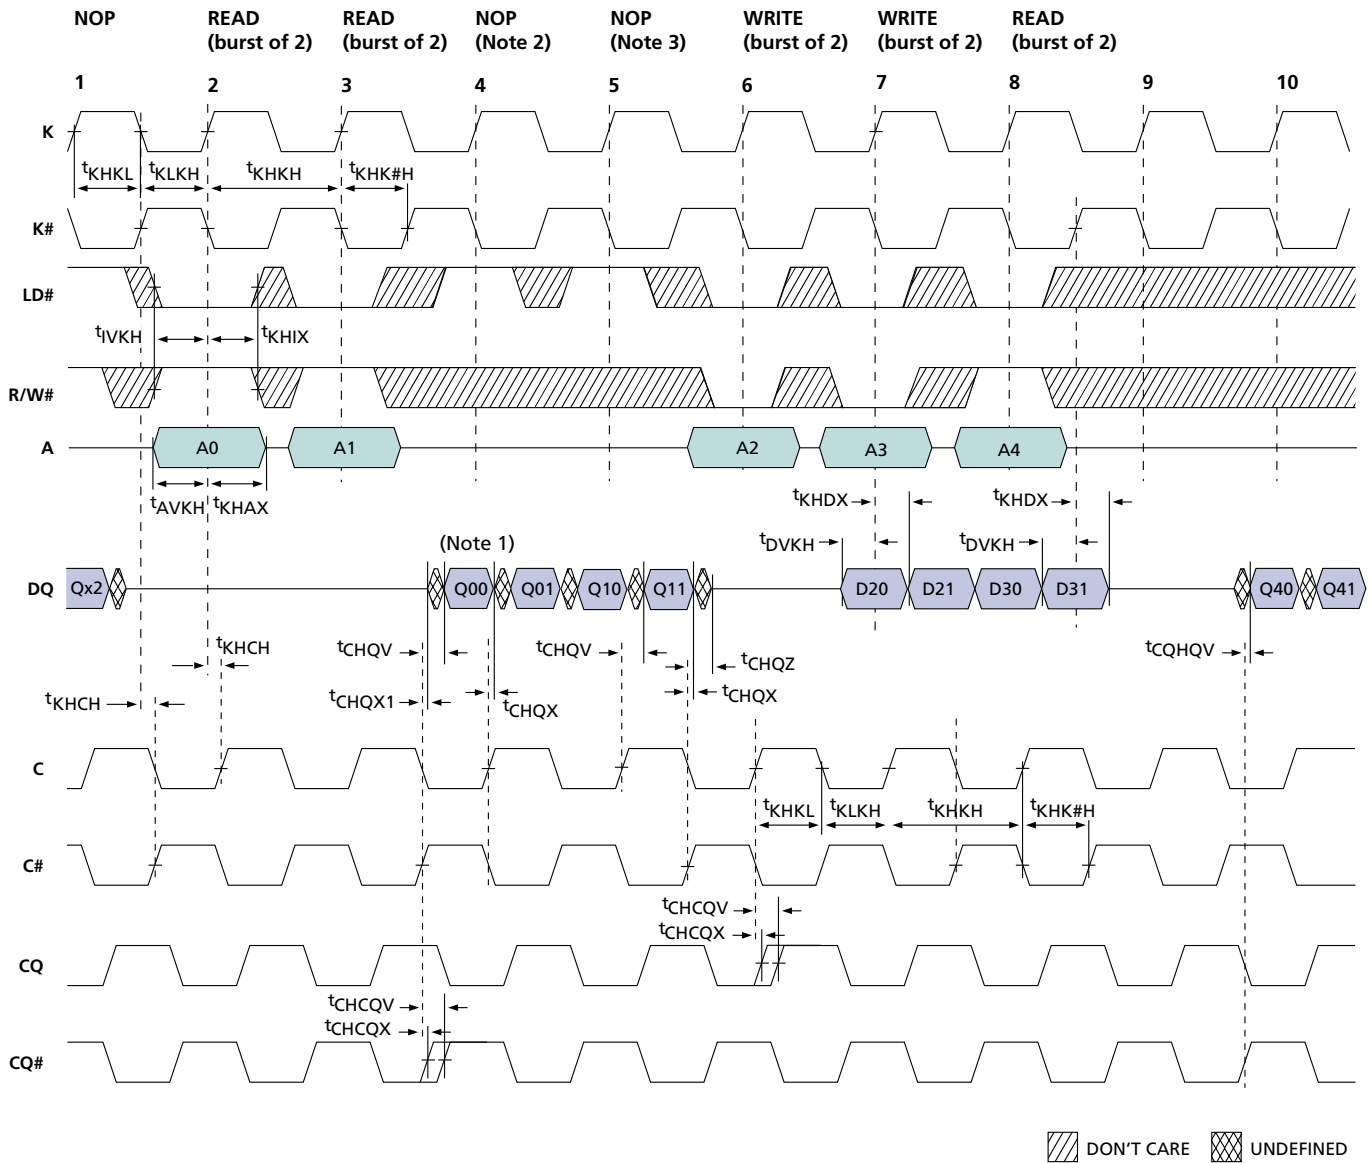 NOP READ READ NOP NOP WRITE WRITE READ
(burst of 2) (burst of 2) (Note 2) (Note 3) (burst of 2) (burst of 2) (burst of 2)
1 2 3 4 5 6 7 8 9 10
K
tKHKL tKLKH tKHKH tKHK#H
K#
LD#
tIVKH tKHIX
R/W#
A A0 A1 A2 A3 A4
tAVKH tKHAX tKHDX tKHDX
(Note 1) tDVKH tDVKH
DQ Qx2 Q00 Q01 Q10 Q11 D20 D21 D30 D31 Q40 Q41
tKHCH tCHQV tCHQV tCHQZ tCQHQV
tKHCH tCHQX1 tCHQX tCHQX
C
tKHKL tKLKH tKHKH tKHK#H
C#
tCHCQV
tCHCQX
CQ
tCHCQV
tCHCQX
CQ#
DON'T CARE UNDEFINED